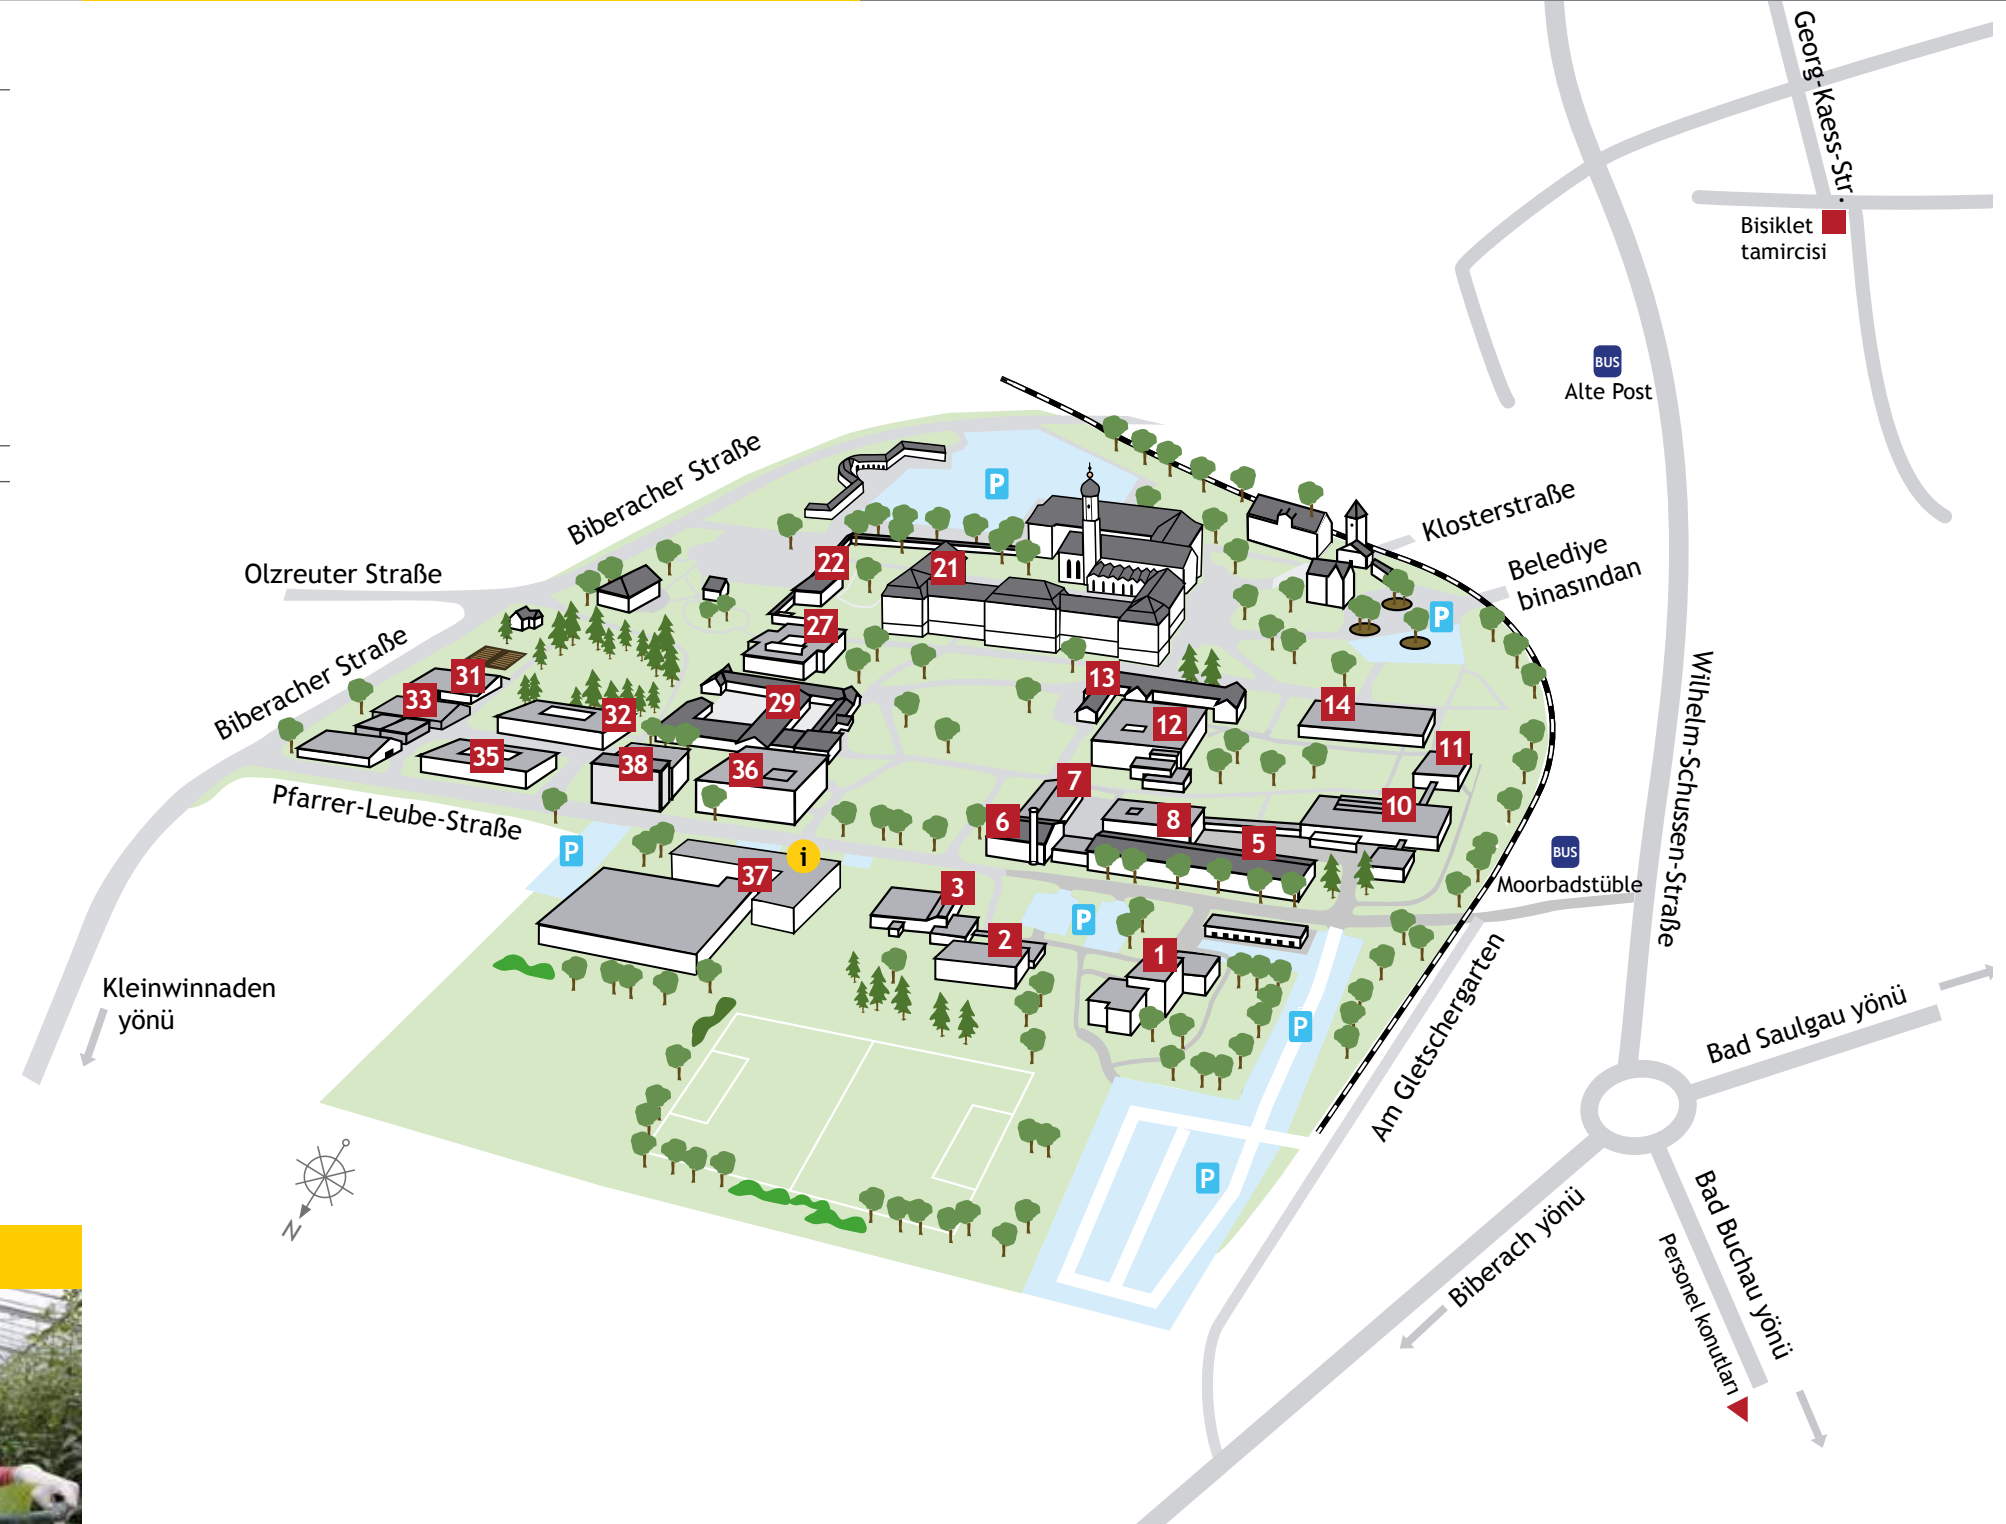 Georg-Kaess-Str.
Bisiklet
tamircisi
BUS
Alte Post
Biberacher Straße
P
Klosterstraße
Belediye
binasından
Olzreuter Straße
22
21
P
27
Biberacher Straße
31
33
32
29
13
12
14
35
38
36
11
7
10
Pfarrer-Leube-Straße
6
8
5
P
i
37
3
P
2
1
BUS
Moorbadstüble
Wilhelm-Schussen-Straße
Kleinwinnaden
yönü
P
Am Gletschergarten
Bad Saulgau yönü
P
N
Biberach yönü
Bad Buchau yönü
Personel konutları